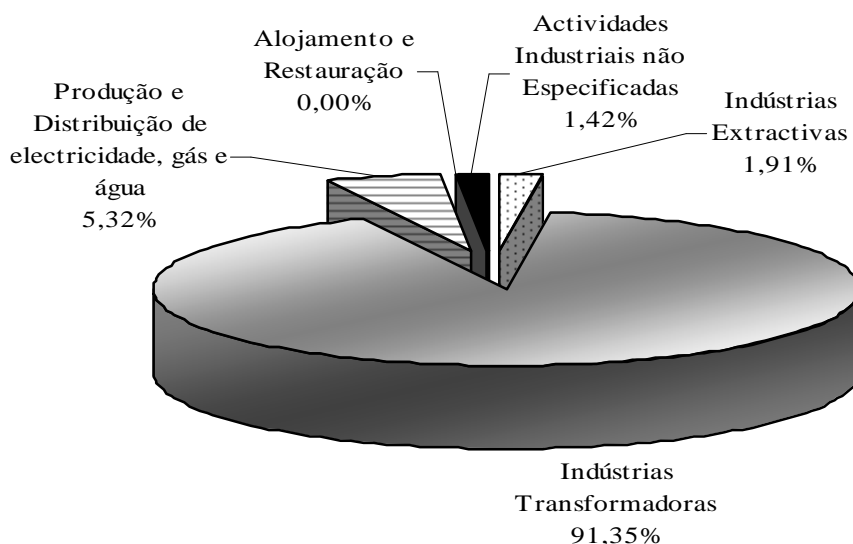 Alojamento e
Restauração
0,00%
Actividades
Industriais não
Especificadas
1,42%
Indústrias
Extractivas
1,91%
Produção e
Distribuição de
electricidade, gás e
água
5,32%
Indústrias
Transformadoras
91,35%